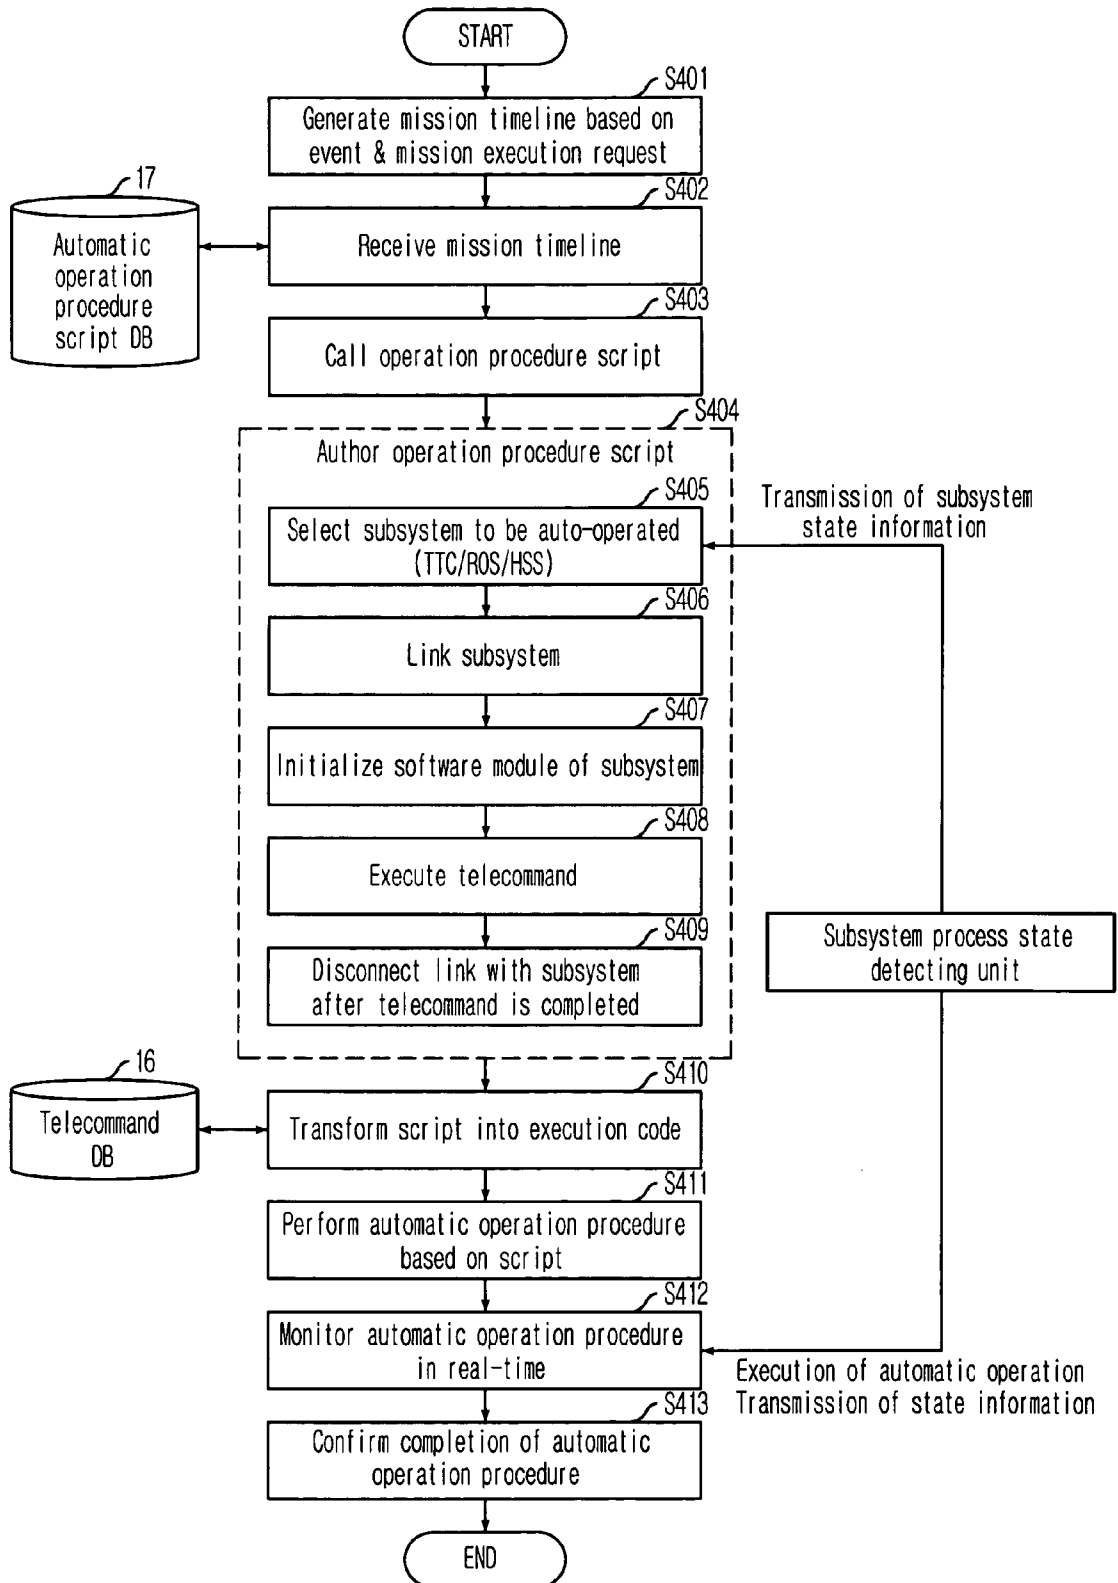 START
S401
Generate mission timeline based on
event & mission execution request
17
S402
Automatic
operation
procedure
script DB
Receive mission timeline
S403
Call operation procedure script
S404
Author operation procedure script
S405
Transmission of subsystem
state information
Select subsystem to be auto-operated
(TTC/ROS/HSS)
S406
Link subsystem
S407
Initialize software module of subsystem
S408
Execute telecommand
S409
Subsystem process state
detecting unit
Disconnect link with subsystem
after telecommand is completed
16
S410
Telecommand
DB
Transform script into execution code
S411
Perform automatic operation procedure
based on script
S412
Monitor automatic operation procedure
in real-time
Execution of automatic operation
Transmission of state information
S413
Confirm completion of automatic
operation procedure
END